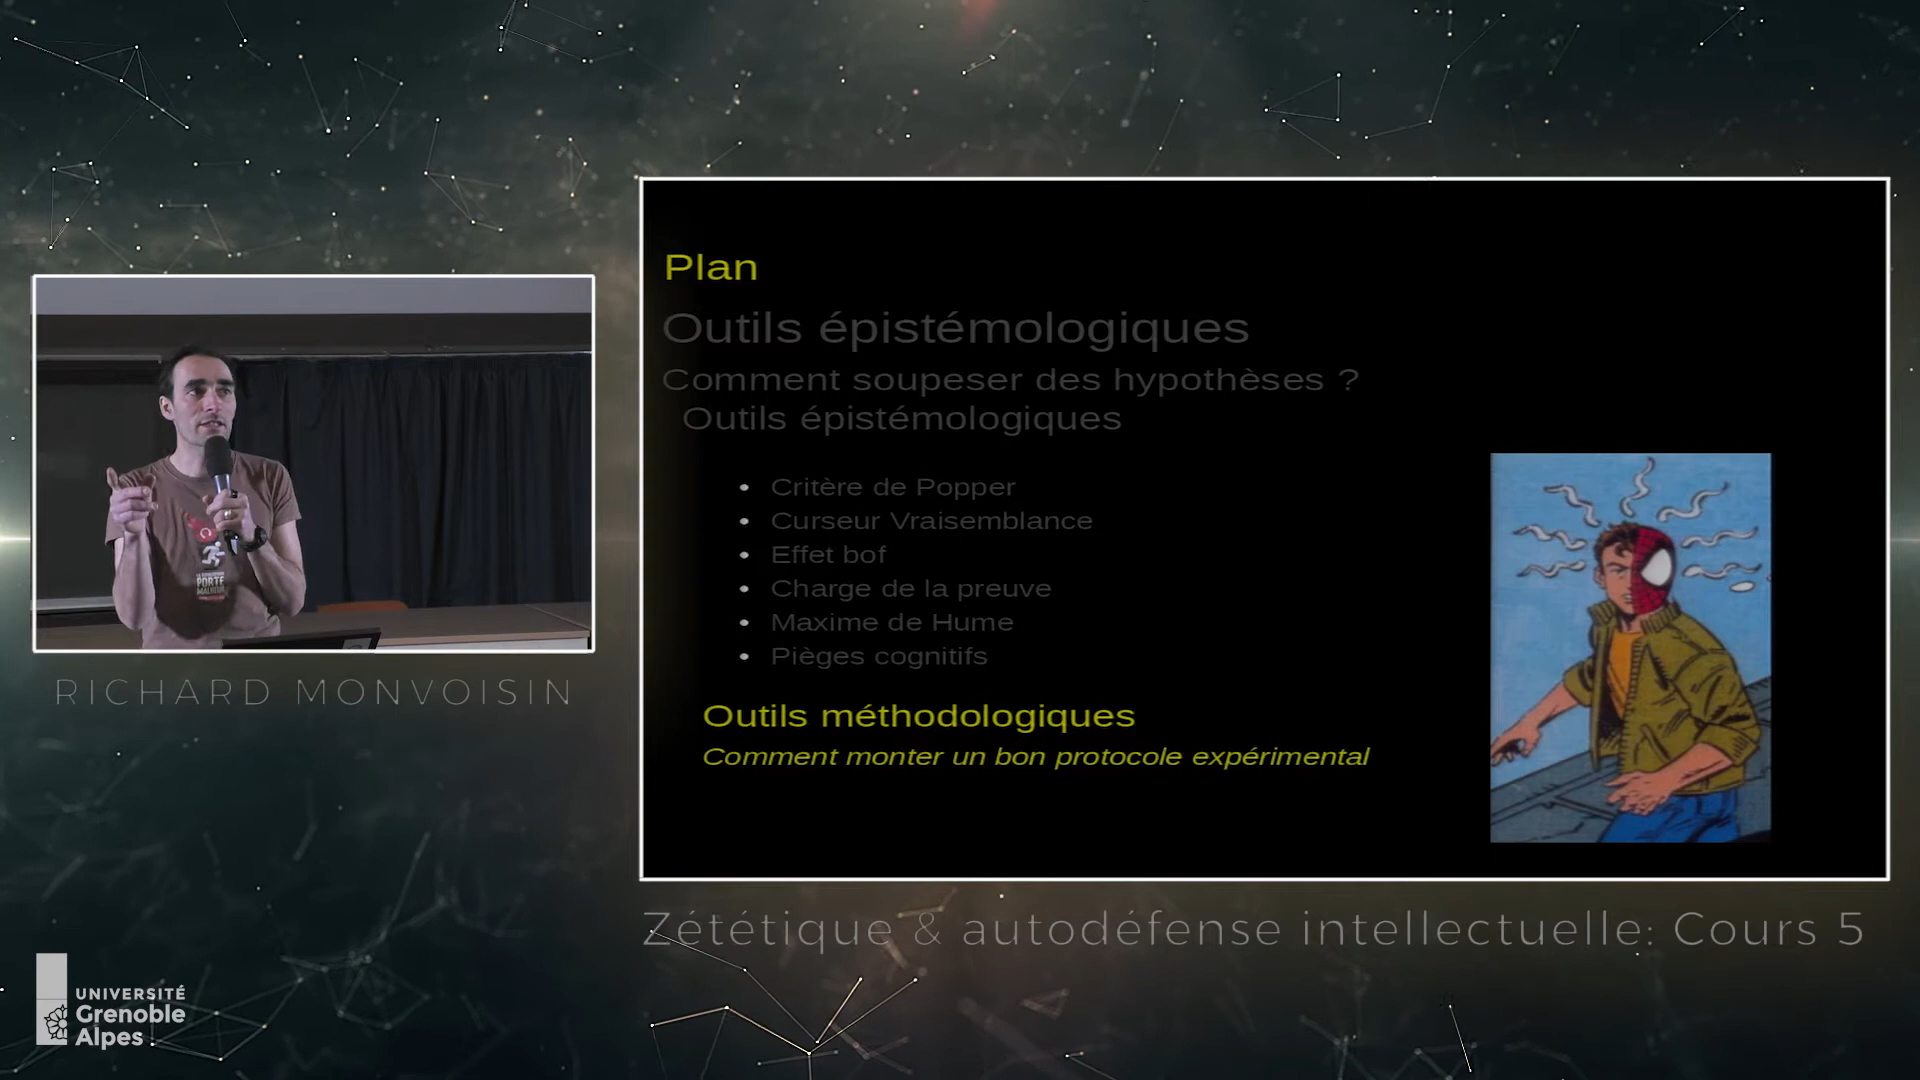 Plan
Outils épistémologiques
Comment soupeser des hypothèses ?
Outils épistémologiques
• Critère de Popper
• Curseur Vraisemblance
• Effet bof
• Charge de la preuve
• Maxime de Hume
• Pièges cognitifs
Outils méthodologiques
Comment monter un bon protocole expérimental
PORTE
RICHARD MONVOISIN
Zététique & autodéfense intellectuelle: Cours 5
UNIVERSITÉ
Grenoble
Alpes